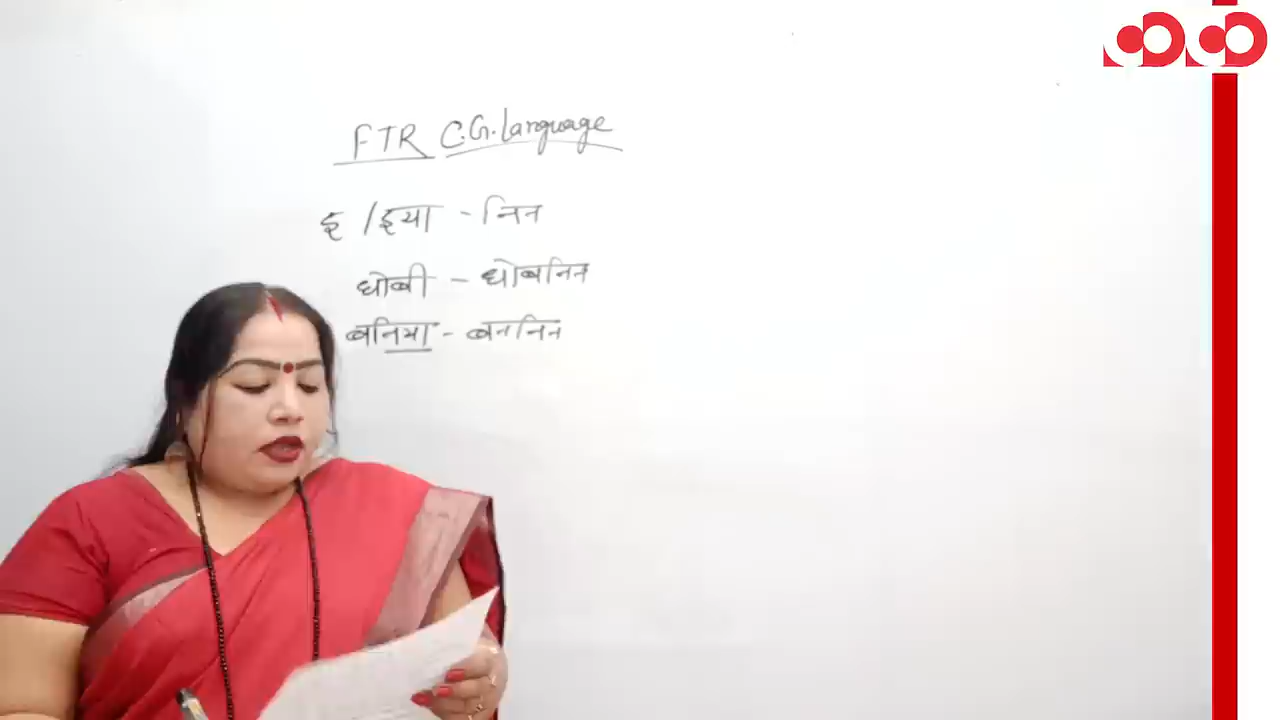 FTR C.G. Language
इ / इया - निन
धोबी - धोबनिन
बनिया - बननिन